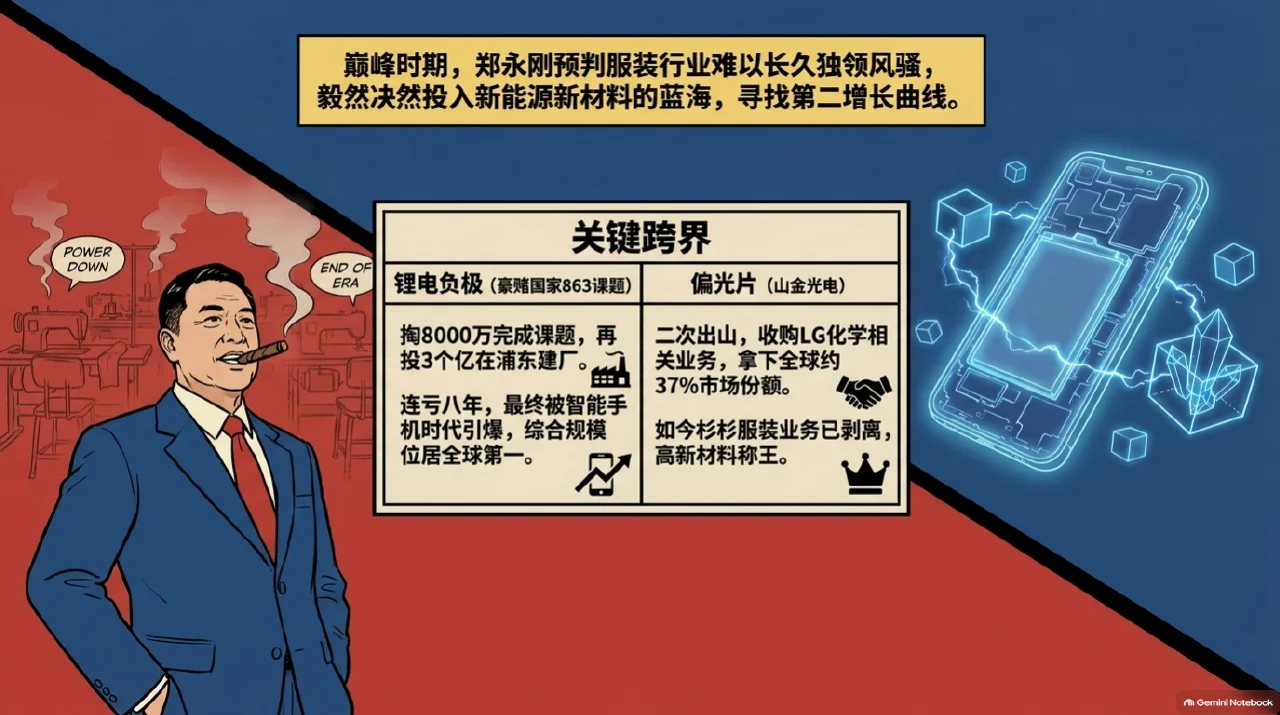 巅峰时期，郑永刚预判服装行业难以长久独领风骚，
毅然决然投入新能源新材料的蓝海，寻找第二增长曲线。
POWER
DOWN
END OF
ERA
关键跨界
锂电负极（豪赌国家863课题）
掏8000万完成课题，再
投3个亿在浦东建厂。
连亏八年，最终被智能手
机时代引爆，综合规模
位居全球第一。
偏光片（山金光电）
二次出山，收购LG化学相
关业务，拿下全球约
37%市场份额。
如今杉杉服装业务已剥离，
高新材料称王。
Gemini Notebook